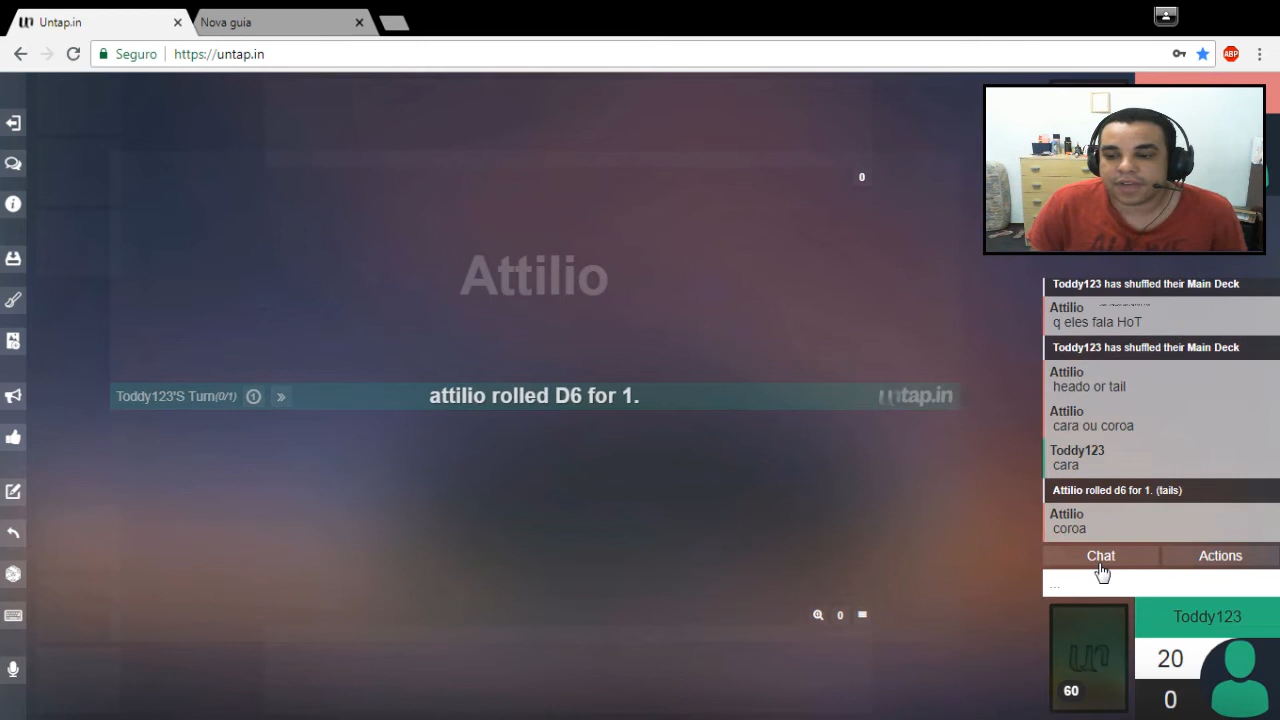 Untap.in
Nova guia
Seguro
https://untap.in
ABP
0
Attilio
Toddy123 has shuffled their Main Deck
Attilio
q eles fala HoT
Toddy123 has shuffled their Main Deck
Attilio
heado or tail
Attilio
cara ou coroa
Toddy123
cara
Attilio rolled d6 for 1. (tails)
Attilio
coroa
Toddy123'S Turn(0/1)
1
attilio rolled D6 for 1.
untap.in
Chat
Actions
...
0
60
Toddy123
20
0